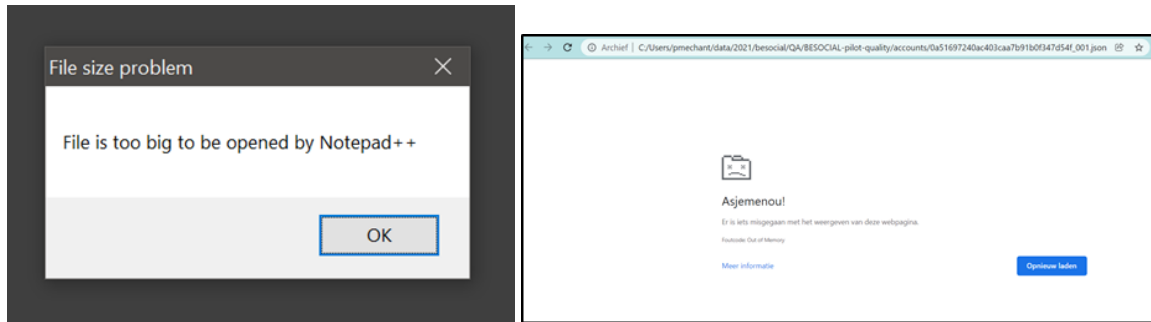 File size problem
File is too big to be opened by Notepad++
OK
Archief | C:/Users/pmechant/data/2021/besocial/QA/BESOCIAL-pilot-quality/accounts/0a51697240ac403caa7b91b0f347d54f_001.json
Asjemenou!
Er is iets misgegaan met het weergeven van deze webpagina.
Foutcode: Out of Memory
Meer informatie
Opnieuw laden